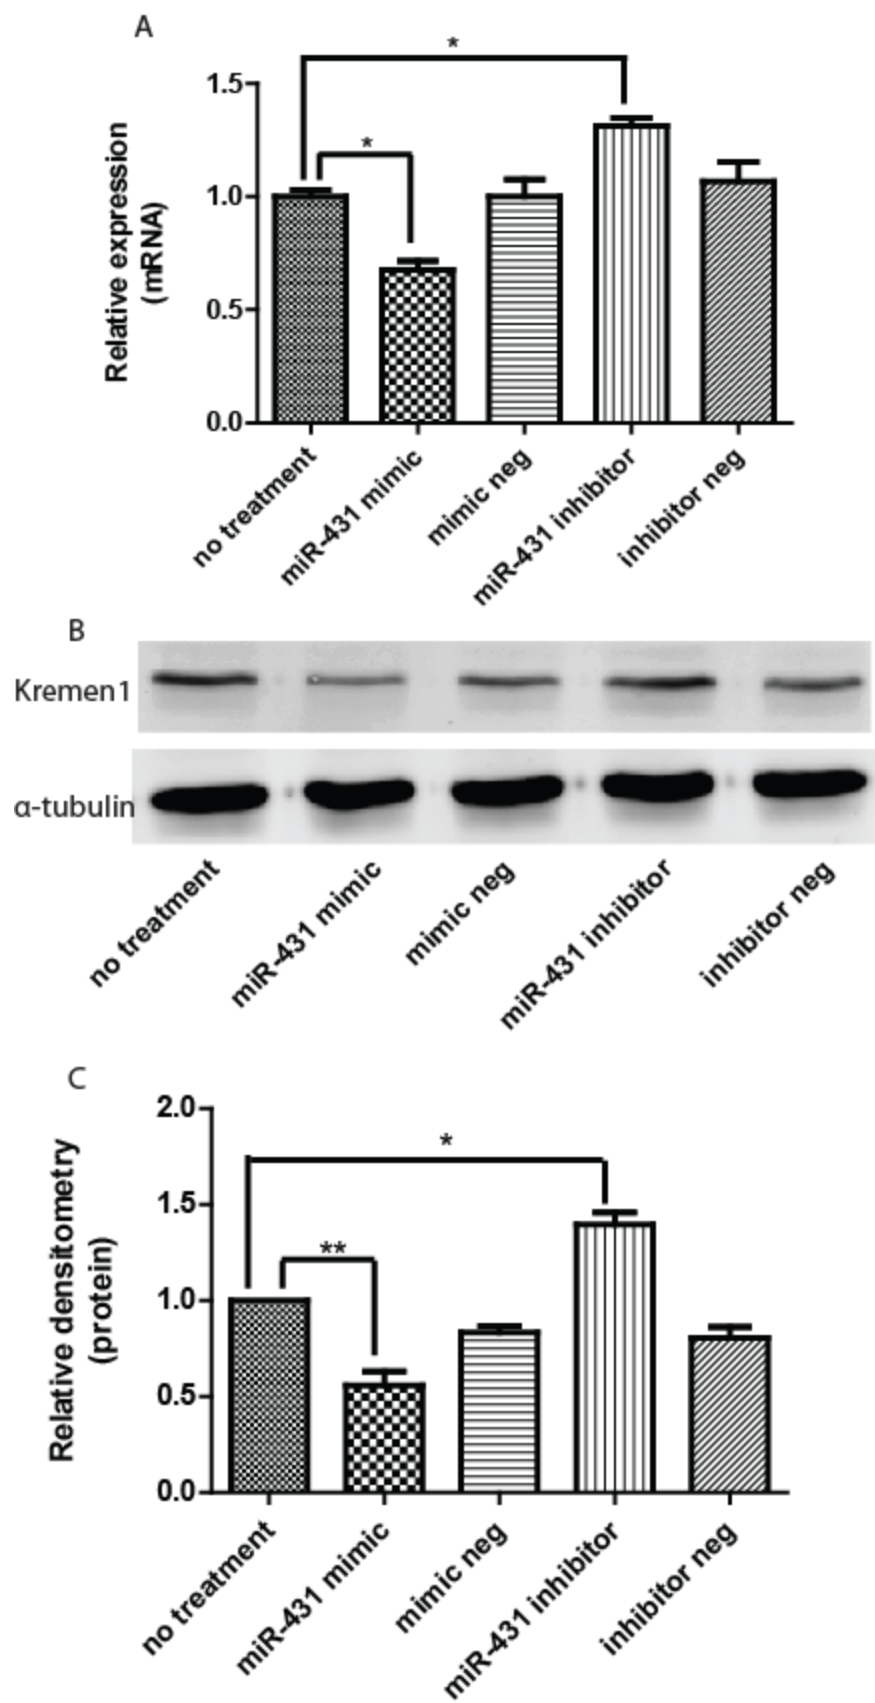 A
*
*
1.5
1.0
0.5
0.0
Relative expression
(mRNA)
no treatment
miR-431 mimic
mimic neg
miR-431 inhibitor
inhibitor neg
B
Kremen1
α-tubulin
no treatment
miR-431 mimic
mimic neg
miR-431 inhibitor
inhibitor neg
C
*
**
2.0
1.5
1.0
0.5
0.0
Relative densitometry
(protein)
no treatment
miR-431 mimic
mimic neg
miR-431 inhibitor
inhibitor neg